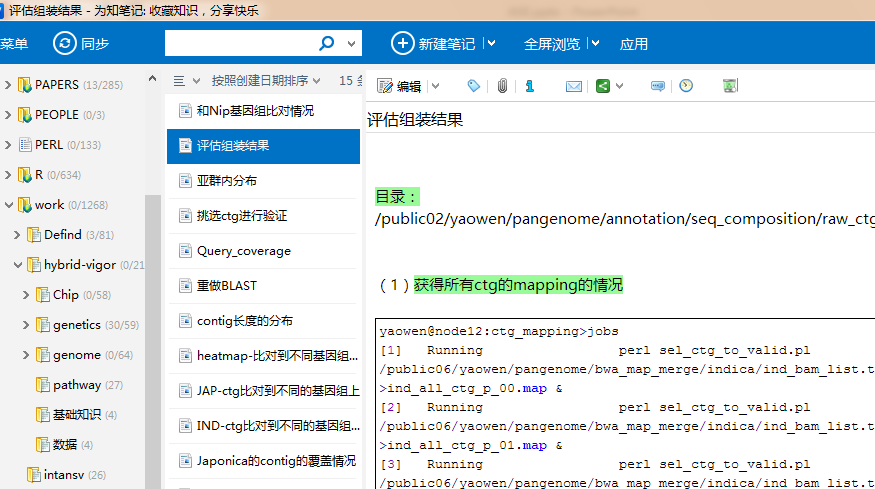 评估组装结果 - 为知笔记: 收藏知识，分享快乐
菜单 同步 新建笔记 全屏浏览 应用
PAPERS (13/285)
PEOPLE (0/3)
PERL (0/133)
R (0/634)
work (0/1268)
Defind (3/81)
hybrid-vigor (0/21
Chip (0/58)
genetics (30/59)
genome (0/64)
pathway (27)
基础知识 (4)
数据 (4)
intansv (26)
按照创建日期排序 15 条
和Nip基因组比对情况
评估组装结果
亚群内分布
挑选ctg进行验证
Query_coverage
重做BLAST
contig长度的分布
heatmap-比对到不同基因组...
JAP-ctg比对到不同的基因组上
IND-ctg比对到不同的基因组...
Japonica的contig的覆盖情况
编辑
评估组装结果
目录：
/public02/yaowen/pangenome/annotation/seq_composition/raw_ctg
（1）获得所有ctg的mapping的情况
yaowen@node12:ctg_mapping>jobs
[1] Running perl sel_ctg_to_valid.pl
/public06/yaowen/pangenome/bwa_map_merge/indica/ind_bam_list.t
>ind_all_ctg_p_00.map &
[2] Running perl sel_ctg_to_valid.pl
/public06/yaowen/pangenome/bwa_map_merge/indica/ind_bam_list.t
>ind_all_ctg_p_01.map &
[3] Running perl sel_ctg_to_valid.pl
/public06/yaowen/pangenome/bwa_map_merge/indica/ind_bam_list.t